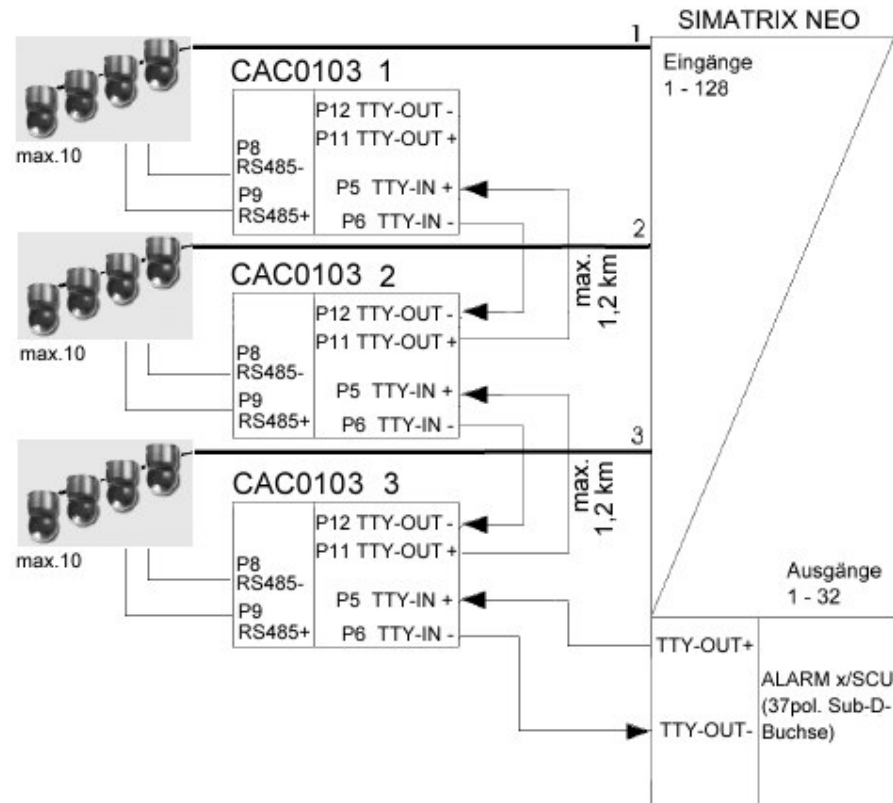 SIMATRIX NEO
1
Eingänge
1 - 128
max.10
CAC0103 1
P12 TTY-OUT -
P11 TTY-OUT +
P8
RS485-
P5 TTY-IN +
P9
RS485+
P6 TTY-IN -
2
max.
1,2 km
max.10
CAC0103 2
P12 TTY-OUT -
P11 TTY-OUT +
P8
RS485-
P5 TTY-IN +
P9
RS485+
P6 TTY-IN -
3
max.
1,2 km
max.10
CAC0103 3
P12 TTY-OUT -
P11 TTY-OUT +
P8
RS485-
P5 TTY-IN +
P9
RS485+
P6 TTY-IN -
Ausgänge
1 - 32
TTY-OUT+
ALARM x/SCU
(37pol. Sub-D-
Buchse)
TTY-OUT-